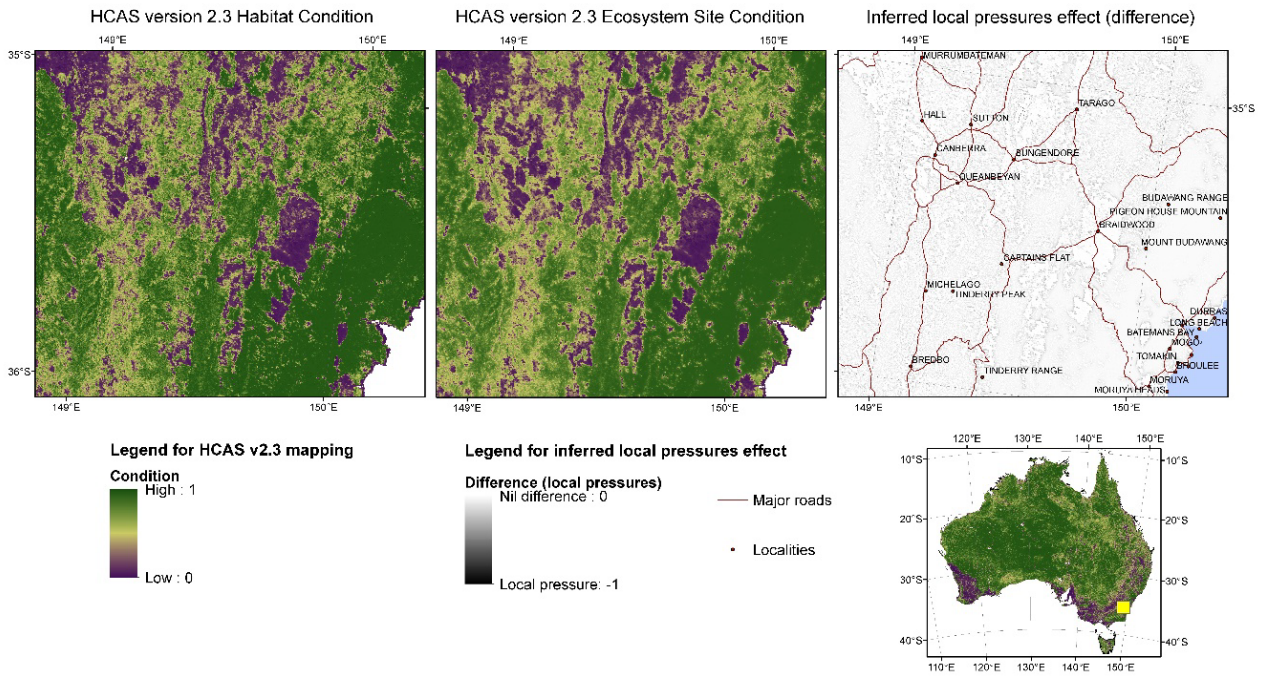 HCAS version 2.3 Habitat Condition
HCAS version 2.3 Ecosystem Site Condition
Inferred local pressures effect (difference)
149°E
150°E
149°E
150°E
149°E
150°E
35°S
36°S
149°E
150°E
149°E
150°E
MURRUMBATEMAN
TARAGO
35°S
HALL
SUTTON
CANBERRA
BUNGENDORE
QUEANBEYAN
BUDAWANG RANGE
PIGEON HOUSE MOUNTAIN
BRAIDWOOD
MOUNT BUDAWANG
CAPTAINS FLAT
MICHELAGO
TINDERRY PEAK
DURRAS
LONG BEACH
BATEMANS BAY
MOGO
TOMAKIN
BROULEE
BREDBO
TINDERRY RANGE
MORUYA
MORUYA HEADS
36°S
149°E
150°E
Legend for HCAS v2.3 mapping
Condition
High : 1
Low : 0
Legend for inferred local pressures effect
Difference (local pressures)
Nil difference : 0
Local pressure: -1
Major roads
Localities
120°E
130°E
140°E
150°E
10°S
10°S
20°S
20°S
30°S
30°S
40°S
40°S
110°E
120°E
130°E
140°E
150°E